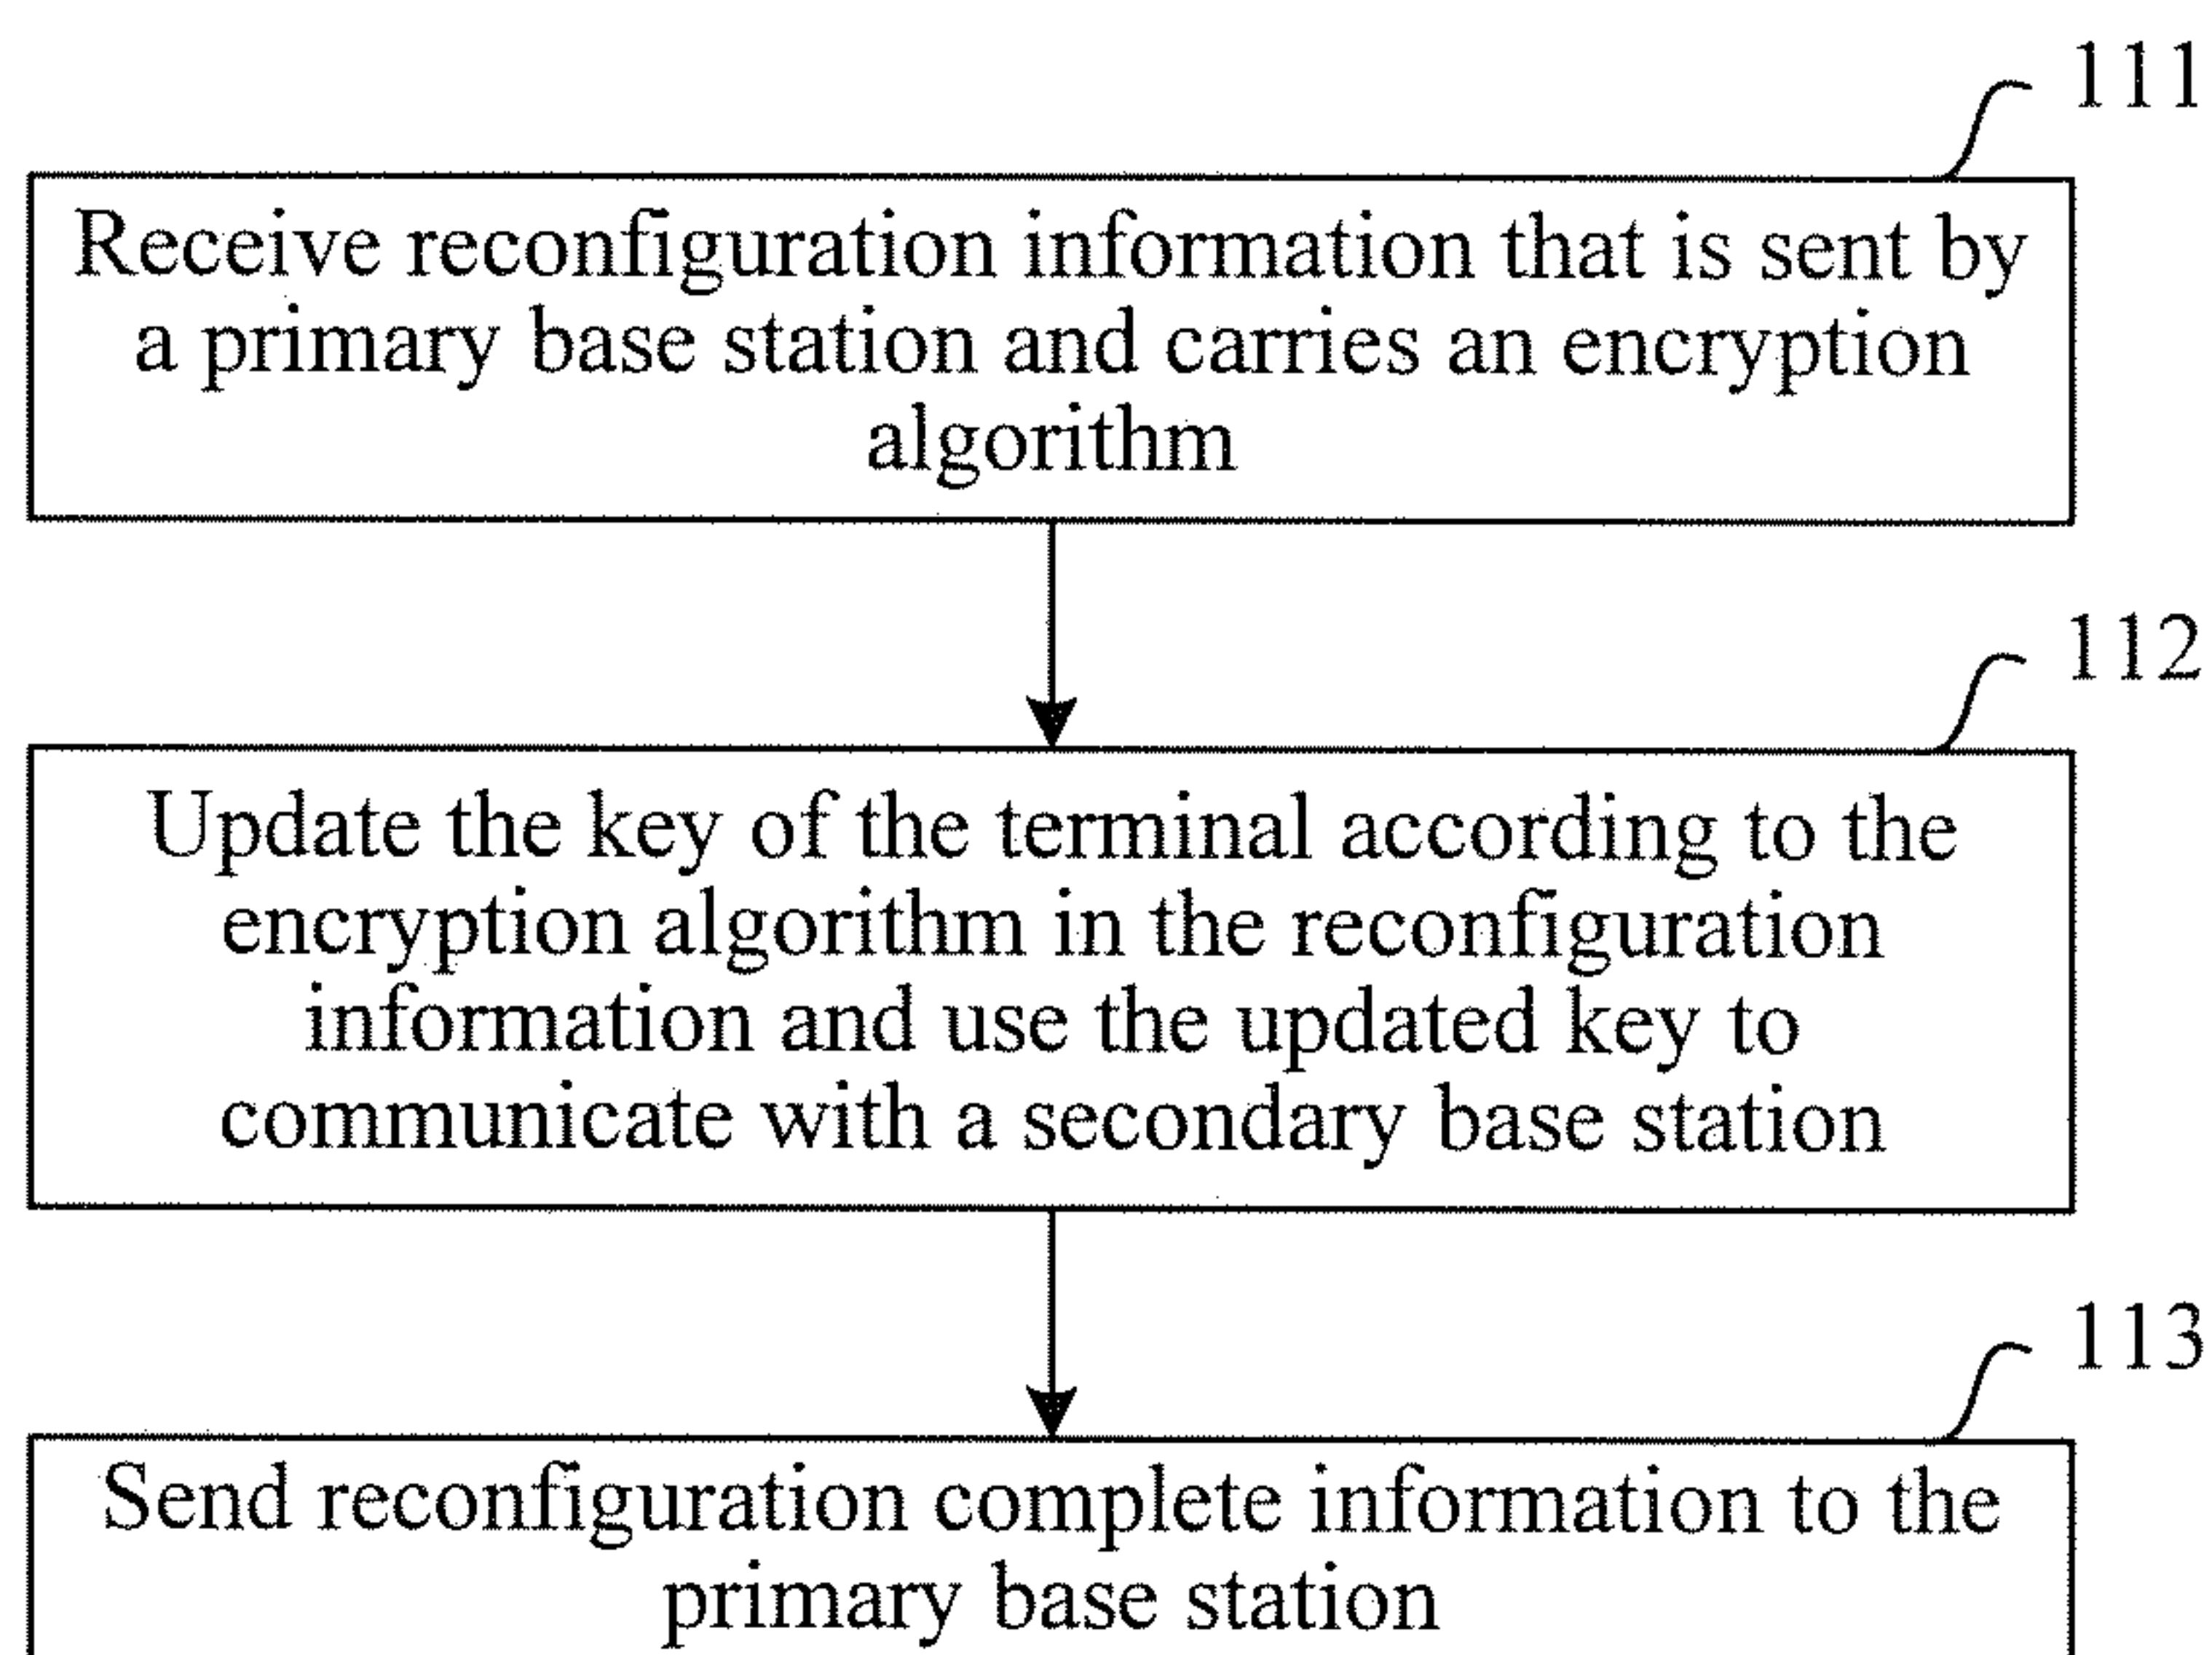 111
Receive reconfiguration information that is sent by
a primary base station and carries an encryption
algorithm
112
Update the key of the terminal according to the
encryption algorithm in the reconfiguration
information and use the updated key to
communicate with a secondary base station
113
Send reconfiguration complete information to the
primary base station